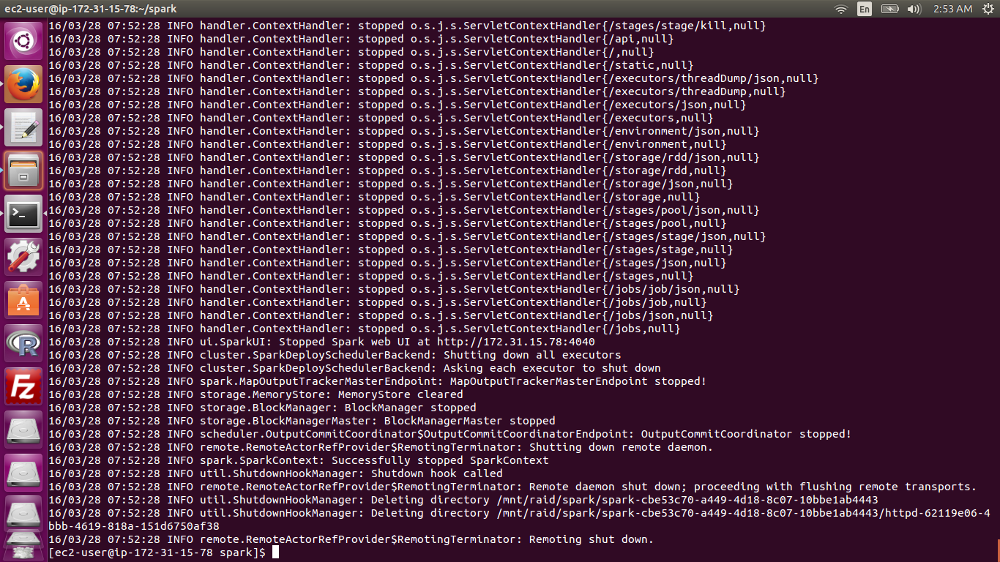 ec2-user@ip-172-31-15-78:~/spark
En
2:53 AM
16/03/28 07:52:28 INFO handler.ContextHandler: stopped o.s.j.s.ServletContextHandler{/stages/stage/kill,null}
16/03/28 07:52:28 INFO handler.ContextHandler: stopped o.s.j.s.ServletContextHandler{/api,null}
16/03/28 07:52:28 INFO handler.ContextHandler: stopped o.s.j.s.ServletContextHandler{/,null}
16/03/28 07:52:28 INFO handler.ContextHandler: stopped o.s.j.s.ServletContextHandler{/static,null}
16/03/28 07:52:28 INFO handler.ContextHandler: stopped o.s.j.s.ServletContextHandler{/executors/threadDump/json,null}
16/03/28 07:52:28 INFO handler.ContextHandler: stopped o.s.j.s.ServletContextHandler{/executors/threadDump,null}
16/03/28 07:52:28 INFO handler.ContextHandler: stopped o.s.j.s.ServletContextHandler{/executors/json,null}
16/03/28 07:52:28 INFO handler.ContextHandler: stopped o.s.j.s.ServletContextHandler{/executors,null}
16/03/28 07:52:28 INFO handler.ContextHandler: stopped o.s.j.s.ServletContextHandler{/environment/json,null}
16/03/28 07:52:28 INFO handler.ContextHandler: stopped o.s.j.s.ServletContextHandler{/environment,null}
16/03/28 07:52:28 INFO handler.ContextHandler: stopped o.s.j.s.ServletContextHandler{/storage/rdd/json,null}
16/03/28 07:52:28 INFO handler.ContextHandler: stopped o.s.j.s.ServletContextHandler{/storage/rdd,null}
16/03/28 07:52:28 INFO handler.ContextHandler: stopped o.s.j.s.ServletContextHandler{/storage/json,null}
16/03/28 07:52:28 INFO handler.ContextHandler: stopped o.s.j.s.ServletContextHandler{/storage,null}
16/03/28 07:52:28 INFO handler.ContextHandler: stopped o.s.j.s.ServletContextHandler{/stages/pool/json,null}
16/03/28 07:52:28 INFO handler.ContextHandler: stopped o.s.j.s.ServletContextHandler{/stages/pool,null}
16/03/28 07:52:28 INFO handler.ContextHandler: stopped o.s.j.s.ServletContextHandler{/stages/stage/json,null}
16/03/28 07:52:28 INFO handler.ContextHandler: stopped o.s.j.s.ServletContextHandler{/stages/stage,null}
16/03/28 07:52:28 INFO handler.ContextHandler: stopped o.s.j.s.ServletContextHandler{/stages/json,null}
16/03/28 07:52:28 INFO handler.ContextHandler: stopped o.s.j.s.ServletContextHandler{/stages,null}
16/03/28 07:52:28 INFO handler.ContextHandler: stopped o.s.j.s.ServletContextHandler{/jobs/job/json,null}
16/03/28 07:52:28 INFO handler.ContextHandler: stopped o.s.j.s.ServletContextHandler{/jobs/job,null}
16/03/28 07:52:28 INFO handler.ContextHandler: stopped o.s.j.s.ServletContextHandler{/jobs/json,null}
16/03/28 07:52:28 INFO handler.ContextHandler: stopped o.s.j.s.ServletContextHandler{/jobs,null}
16/03/28 07:52:28 INFO ui.SparkUI: Stopped Spark web UI at http://172.31.15.78:4040
16/03/28 07:52:28 INFO cluster.SparkDeploySchedulerBackend: Shutting down all executors
16/03/28 07:52:28 INFO cluster.SparkDeploySchedulerBackend: Asking each executor to shut down
16/03/28 07:52:28 INFO spark.MapOutputTrackerMasterEndpoint: MapOutputTrackerMasterEndpoint stopped!
16/03/28 07:52:28 INFO storage.MemoryStore: MemoryStore cleared
16/03/28 07:52:28 INFO storage.BlockManager: BlockManager stopped
16/03/28 07:52:28 INFO storage.BlockManagerMaster: BlockManagerMaster stopped
16/03/28 07:52:28 INFO scheduler.OutputCommitCoordinator$OutputCommitCoordinatorEndpoint: OutputCommitCoordinator stopped!
16/03/28 07:52:28 INFO remote.RemoteActorRefProvider$RemotingTerminator: Shutting down remote daemon.
16/03/28 07:52:28 INFO spark.SparkContext: Successfully stopped SparkContext
16/03/28 07:52:28 INFO util.ShutdownHookManager: Shutdown hook called
16/03/28 07:52:28 INFO remote.RemoteActorRefProvider$RemotingTerminator: Remote daemon shut down; proceeding with flushing remote transports.
16/03/28 07:52:28 INFO util.ShutdownHookManager: Deleting directory /mnt/raid/spark/spark-cbe53c70-a449-4d18-8c07-10bbe1ab4443
16/03/28 07:52:28 INFO util.ShutdownHookManager: Deleting directory /mnt/raid/spark/spark-cbe53c70-a449-4d18-8c07-10bbe1ab4443/httpd-62119e06-4
bbb-4619-818a-151d6750af38
16/03/28 07:52:28 INFO remote.RemoteActorRefProvider$RemotingTerminator: Remoting shut down.
[ec2-user@ip-172-31-15-78 spark]$